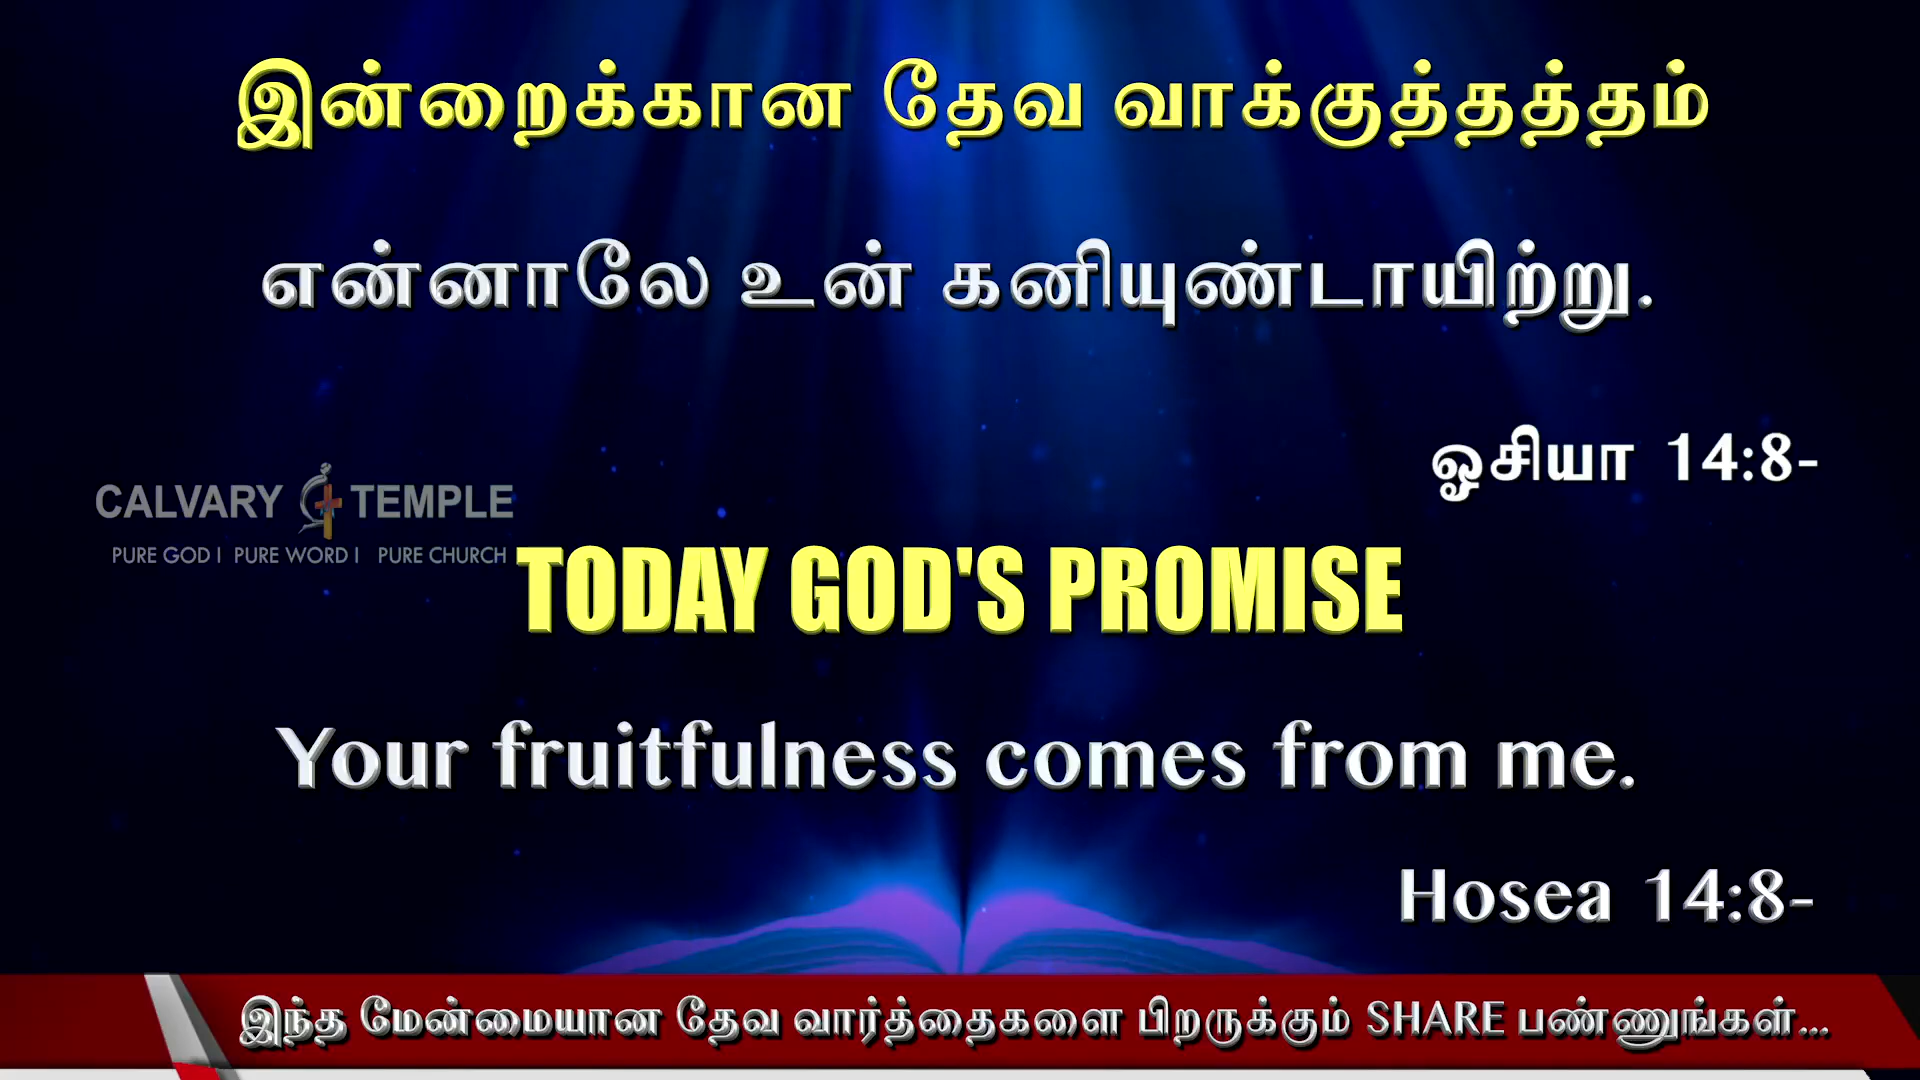 இன்றைக்கான தேவ வாக்குத்தத்தம்
என்னாலே உன் கனியுண்டாயிற்று.
ஓசியா 14:8-
CALVARY TEMPLE
PURE GOD I PURE WORD I PURE CHURCH
TODAY GOD'S PROMISE
Your fruitfulness comes from me.
Hosea 14:8-
இந்த மேன்மையான தேவ வார்த்தைகளை பிறருக்கும் SHARE பண்ணுங்கள்...